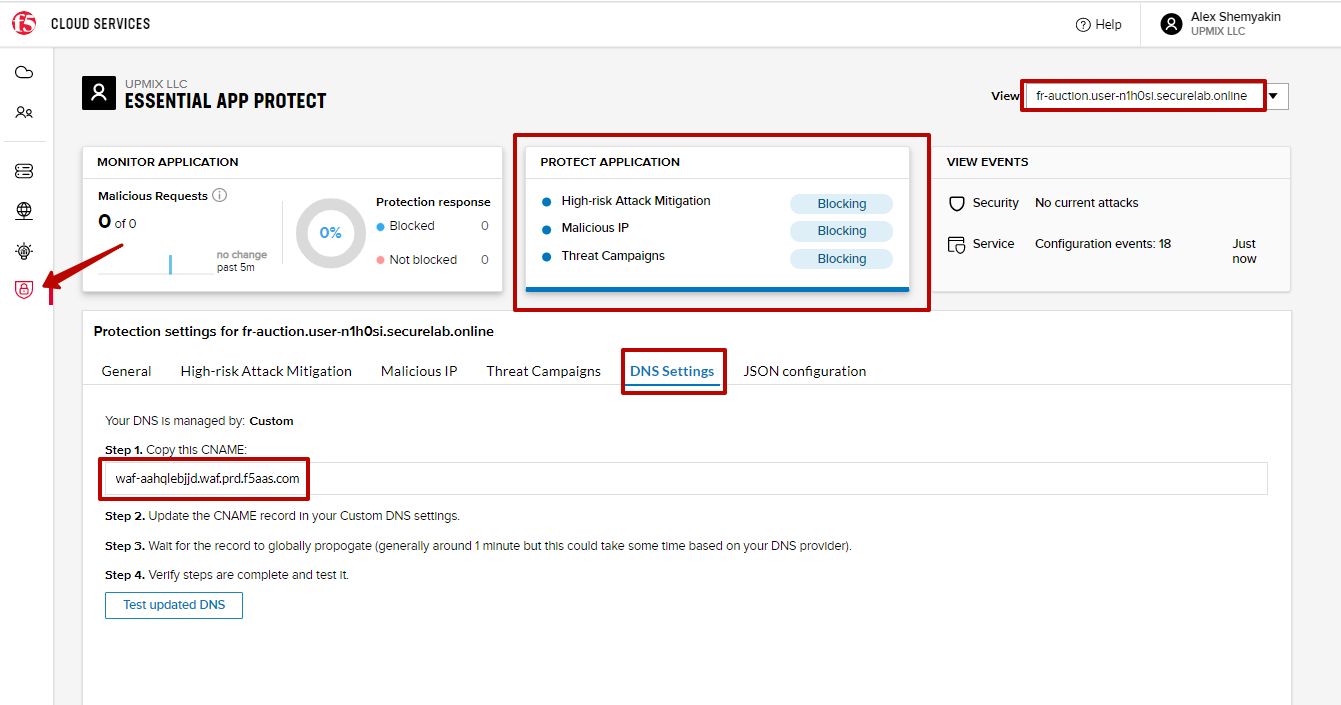 f5 CLOUD SERVICES
? Help
Alex Shemyakin
UPMIX LLC
UPMIX LLC
ESSENTIAL APP PROTECT
View fr-auction.user-n1h0si.securelab.online
MONITOR APPLICATION
Malicious Requests i
0 of 0
no change
past 5m
0%
Protection response
Blocked 0
Not blocked 0
PROTECT APPLICATION
High-risk Attack Mitigation Blocking
Malicious IP Blocking
Threat Campaigns Blocking
VIEW EVENTS
Security No current attacks
Service Configuration events: 18 Just
now
Protection settings for fr-auction.user-n1h0si.securelab.online
General High-risk Attack Mitigation Malicious IP Threat Campaigns DNS Settings JSON configuration
Your DNS is managed by: Custom
Step 1. Copy this CNAME:
waf-aahqlebjjd.waf.prd.f5aas.com
Step 2. Update the CNAME record in your Custom DNS settings.
Step 3. Wait for the record to globally propogate (generally around 1 minute but this could take some time based on your DNS provider).
Step 4. Verify steps are complete and test it.
Test updated DNS